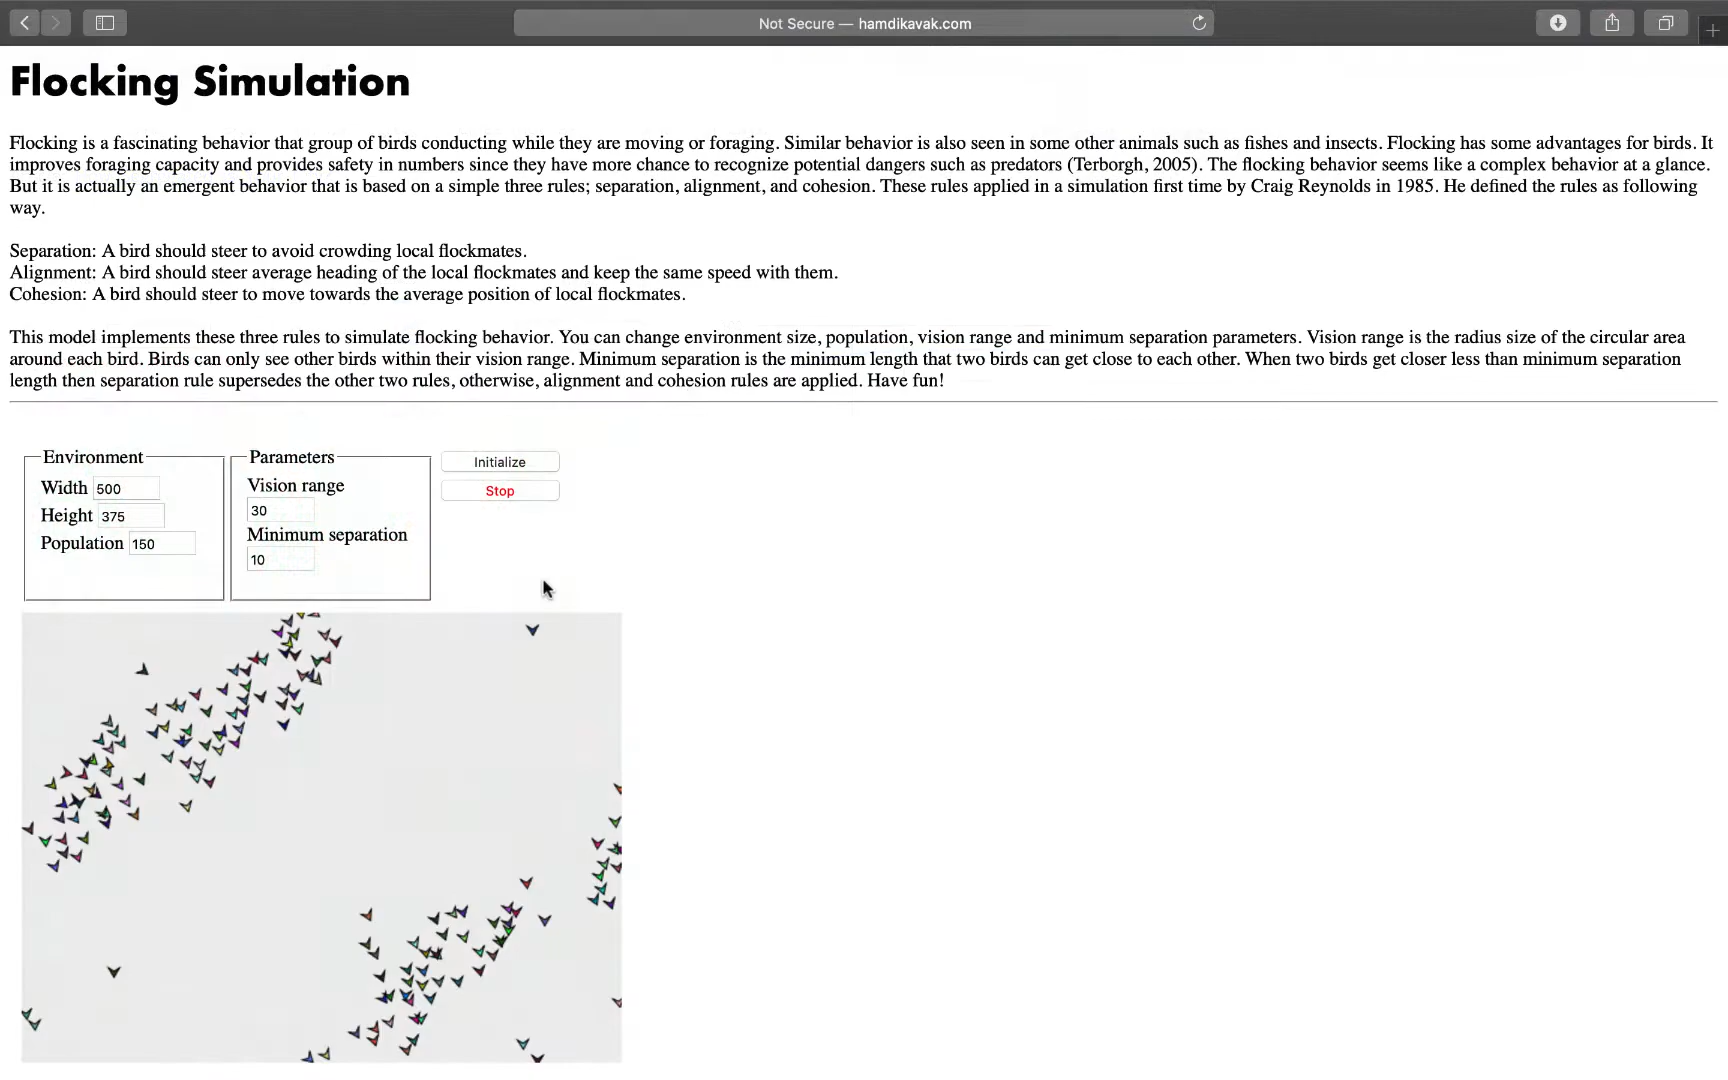 Not Secure — hamdikavak.com
Flocking Simulation
Flocking is a fascinating behavior that group of birds conducting while they are moving or foraging. Similar behavior is also seen in some other animals such as fishes and insects. Flocking has some advantages for birds. It
improves foraging capacity and provides safety in numbers since they have more chance to recognize potential dangers such as predators (Terborgh, 2005). The flocking behavior seems like a complex behavior at a glance.
But it is actually an emergent behavior that is based on a simple three rules; separation, alignment, and cohesion. These rules applied in a simulation first time by Craig Reynolds in 1985. He defined the rules as following
way.
Separation: A bird should steer to avoid crowding local flockmates.
Alignment: A bird should steer average heading of the local flockmates and keep the same speed with them.
Cohesion: A bird should steer to move towards the average position of local flockmates.
This model implements these three rules to simulate flocking behavior. You can change environment size, population, vision range and minimum separation parameters. Vision range is the radius size of the circular area
around each bird. Birds can only see other birds within their vision range. Minimum separation is the minimum length that two birds can get close to each other. When two birds get closer less than minimum separation
length then separation rule supersedes the other two rules, otherwise, alignment and cohesion rules are applied. Have fun!
Environment
Width 500
Height 375
Population 150
Parameters
Vision range
30
Minimum separation
10
Initialize
Stop